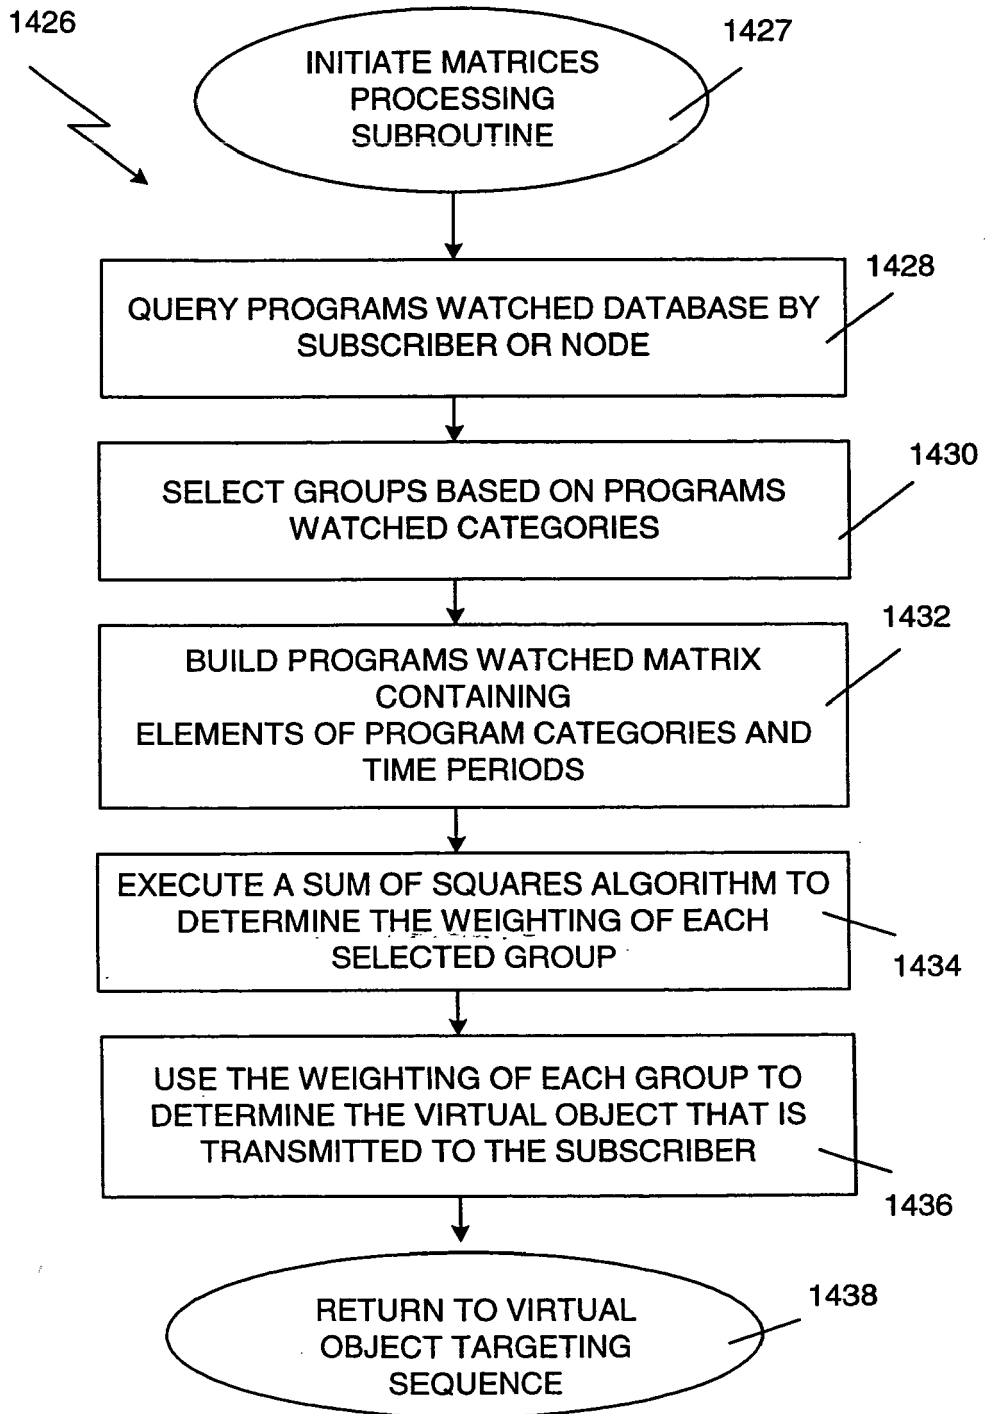 1426
1427
INITIATE MATRICES
PROCESSING
SUBROUTINE
1428
QUERY PROGRAMS WATCHED DATABASE BY
SUBSCRIBER OR NODE
1430
SELECT GROUPS BASED ON PROGRAMS
WATCHED CATEGORIES
1432
BUILD PROGRAMS WATCHED MATRIX
CONTAINING
ELEMENTS OF PROGRAM CATEGORIES AND
TIME PERIODS
EXECUTE A SUM OF SQUARES ALGORITHM TO
DETERMINE THE WEIGHTING OF EACH
SELECTED GROUP
1434
USE THE WEIGHTING OF EACH GROUP TO
DETERMINE THE VIRTUAL OBJECT THAT IS
TRANSMITTED TO THE SUBSCRIBER
1436
1438
RETURN TO VIRTUAL
OBJECT TARGETING
SEQUENCE